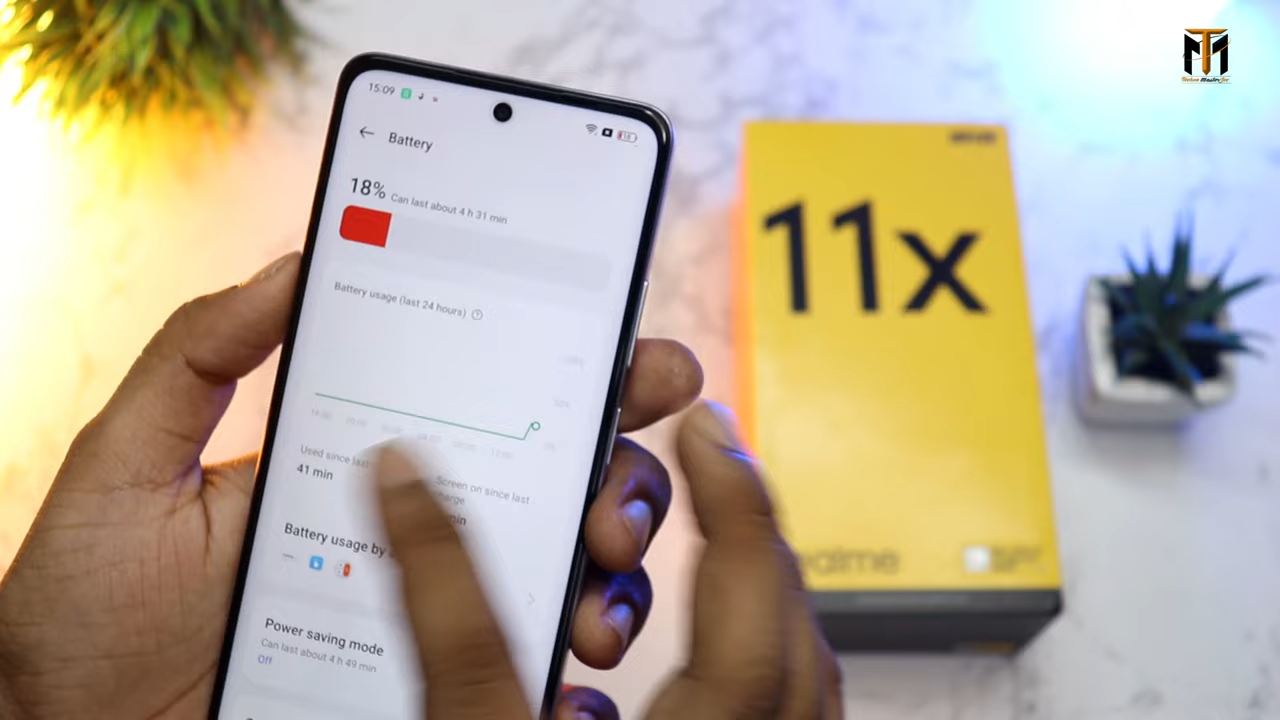 15:09
Battery
18% Can last about 4 h 31 min
Battery usage (last 24 hours)
Used since last
41 min
Screen on since last
Battery usage by
Power saving mode
Can last about 4 h 49 min
Off
11x
realme